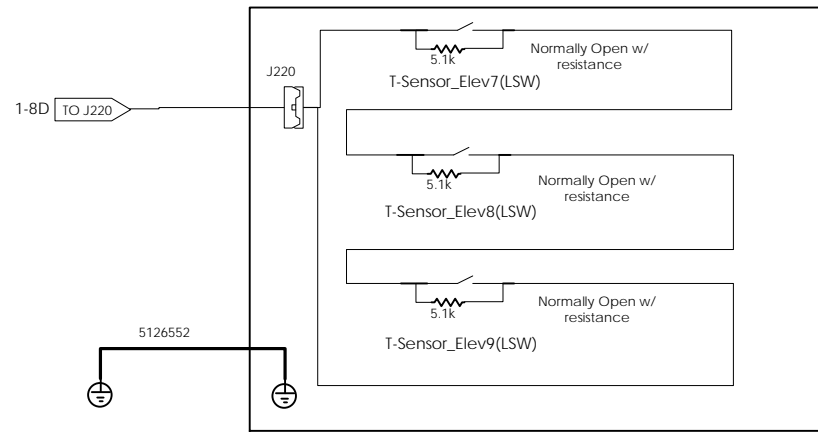 5.1k
Normally Open w/
resistance
T-Sensor_Elev7(LSW)
J220
1-8D
TO J220
5.1k
Normally Open w/
resistance
T-Sensor_Elev8(LSW)
5.1k
Normally Open w/
resistance
T-Sensor_Elev9(LSW)
5126552